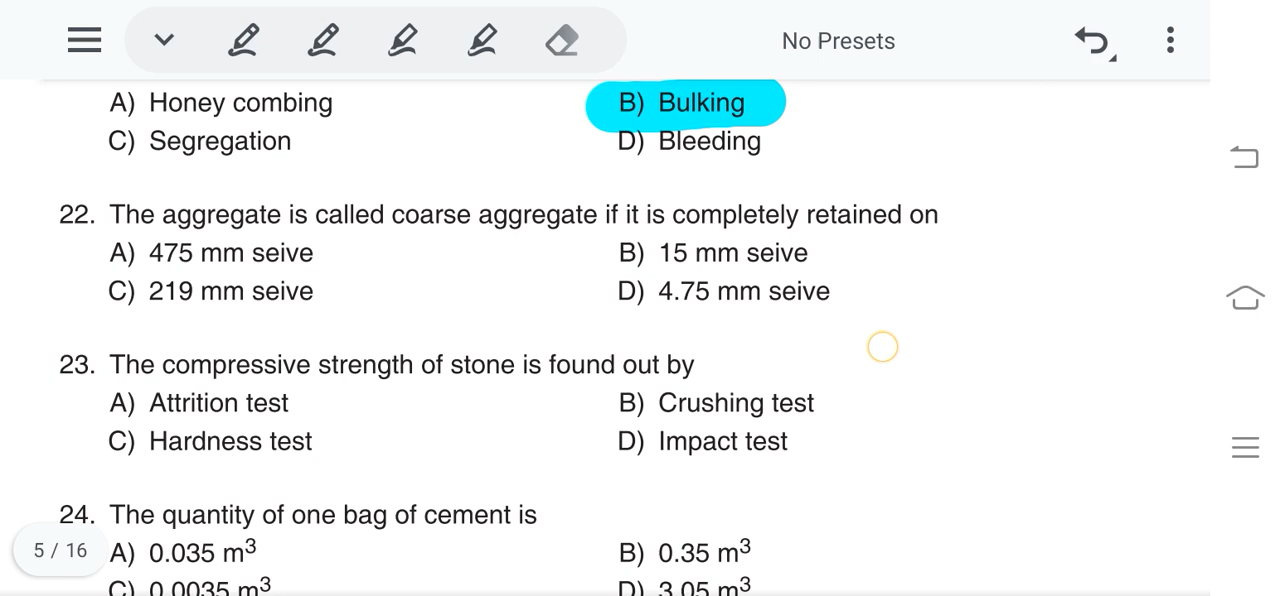 No Presets
A) Honey combing B) Bulking
C) Segregation D) Bleeding
22. The aggregate is called coarse aggregate if it is completely retained on
A) 475 mm seive B) 15 mm seive
C) 219 mm seive D) 4.75 mm seive
23. The compressive strength of stone is found out by
A) Attrition test B) Crushing test
C) Hardness test D) Impact test
24. The quantity of one bag of cement is
5 / 16
A) 0.035 m³ B) 0.35 m³
C) 0.0035 m³ D) 3.05 m³